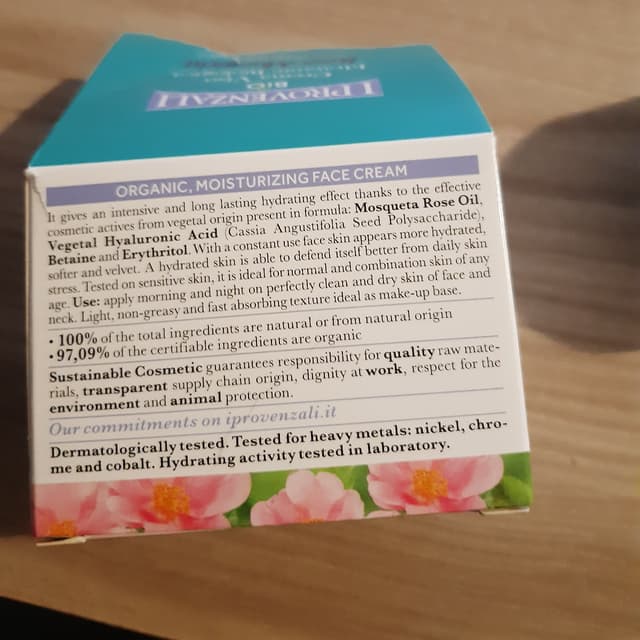 I PROVENZALI
BIO
ORGANIC, MOISTURIZING FACE CREAM
It gives an intensive and long lasting hydrating effect thanks to the effective
cosmetic actives from vegetal origin present in formula: Mosqueta Rose Oil,
Vegetal Hyaluronic Acid (Cassia Angustifolia Seed Polysaccharide),
Betaine and Erythritol. With a constant use face skin appears more hydrated,
softer and velvet. A hydrated skin is able to defend itself better from daily skin
stress. Tested on sensitive skin, it is ideal for normal and combination skin of any
age. Use: apply morning and night on perfectly clean and dry skin of face and
neck. Light, non-greasy and fast absorbing texture ideal as make-up base.
• 100% of the total ingredients are natural or from natural origin
• 97,09% of the certifiable ingredients are organic
Sustainable Cosmetic guarantees responsibility for quality raw mate-
rials, transparent supply chain origin, dignity at work, respect for the
environment and animal protection.
Our commitments on iprovenzali.it
Dermatologically tested. Tested for heavy metals: nickel, chro-
me and cobalt. Hydrating activity tested in laboratory.